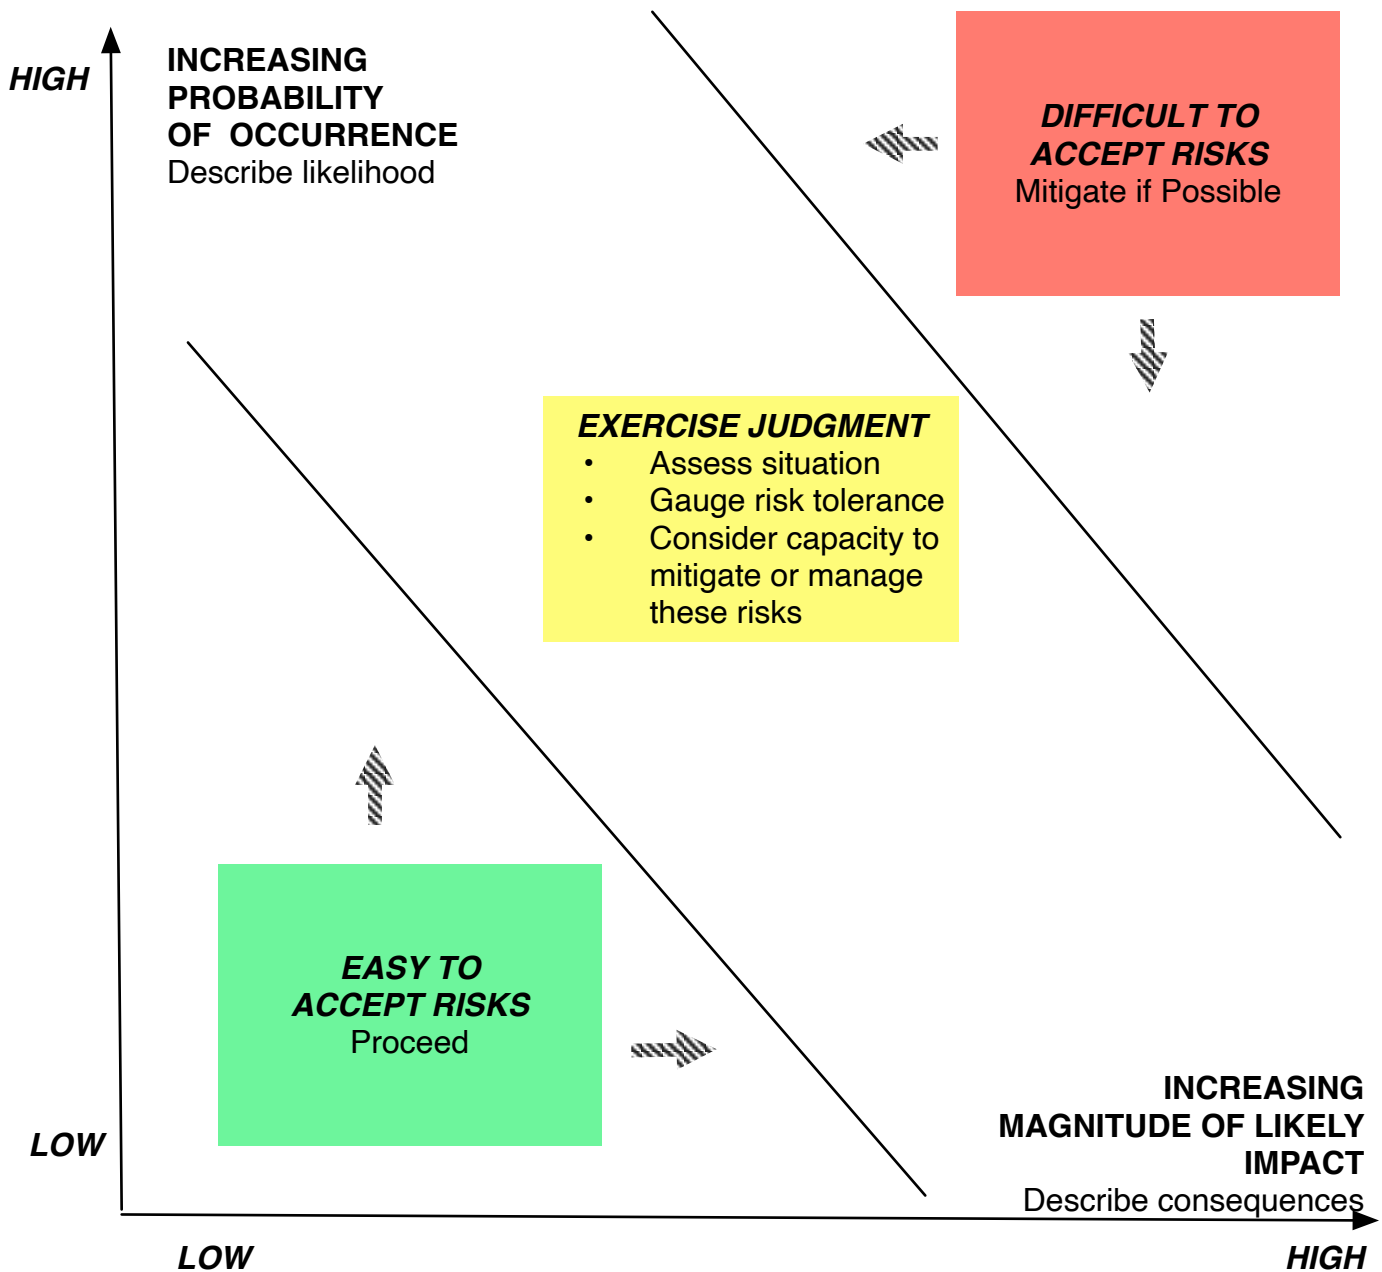 HIGH
INCREASING
PROBABILITY
OF OCCURRENCE
Describe likelihood
DIFFICULT TO
ACCEPT RISKS
Mitigate if Possible
EXERCISE JUDGMENT
• Assess situation
• Gauge risk tolerance
• Consider capacity to
mitigate or manage
these risks
EASY TO
ACCEPT RISKS
Proceed
LOW
INCREASING
MAGNITUDE OF LIKELY
IMPACT
Describe consequences
LOW
HIGH